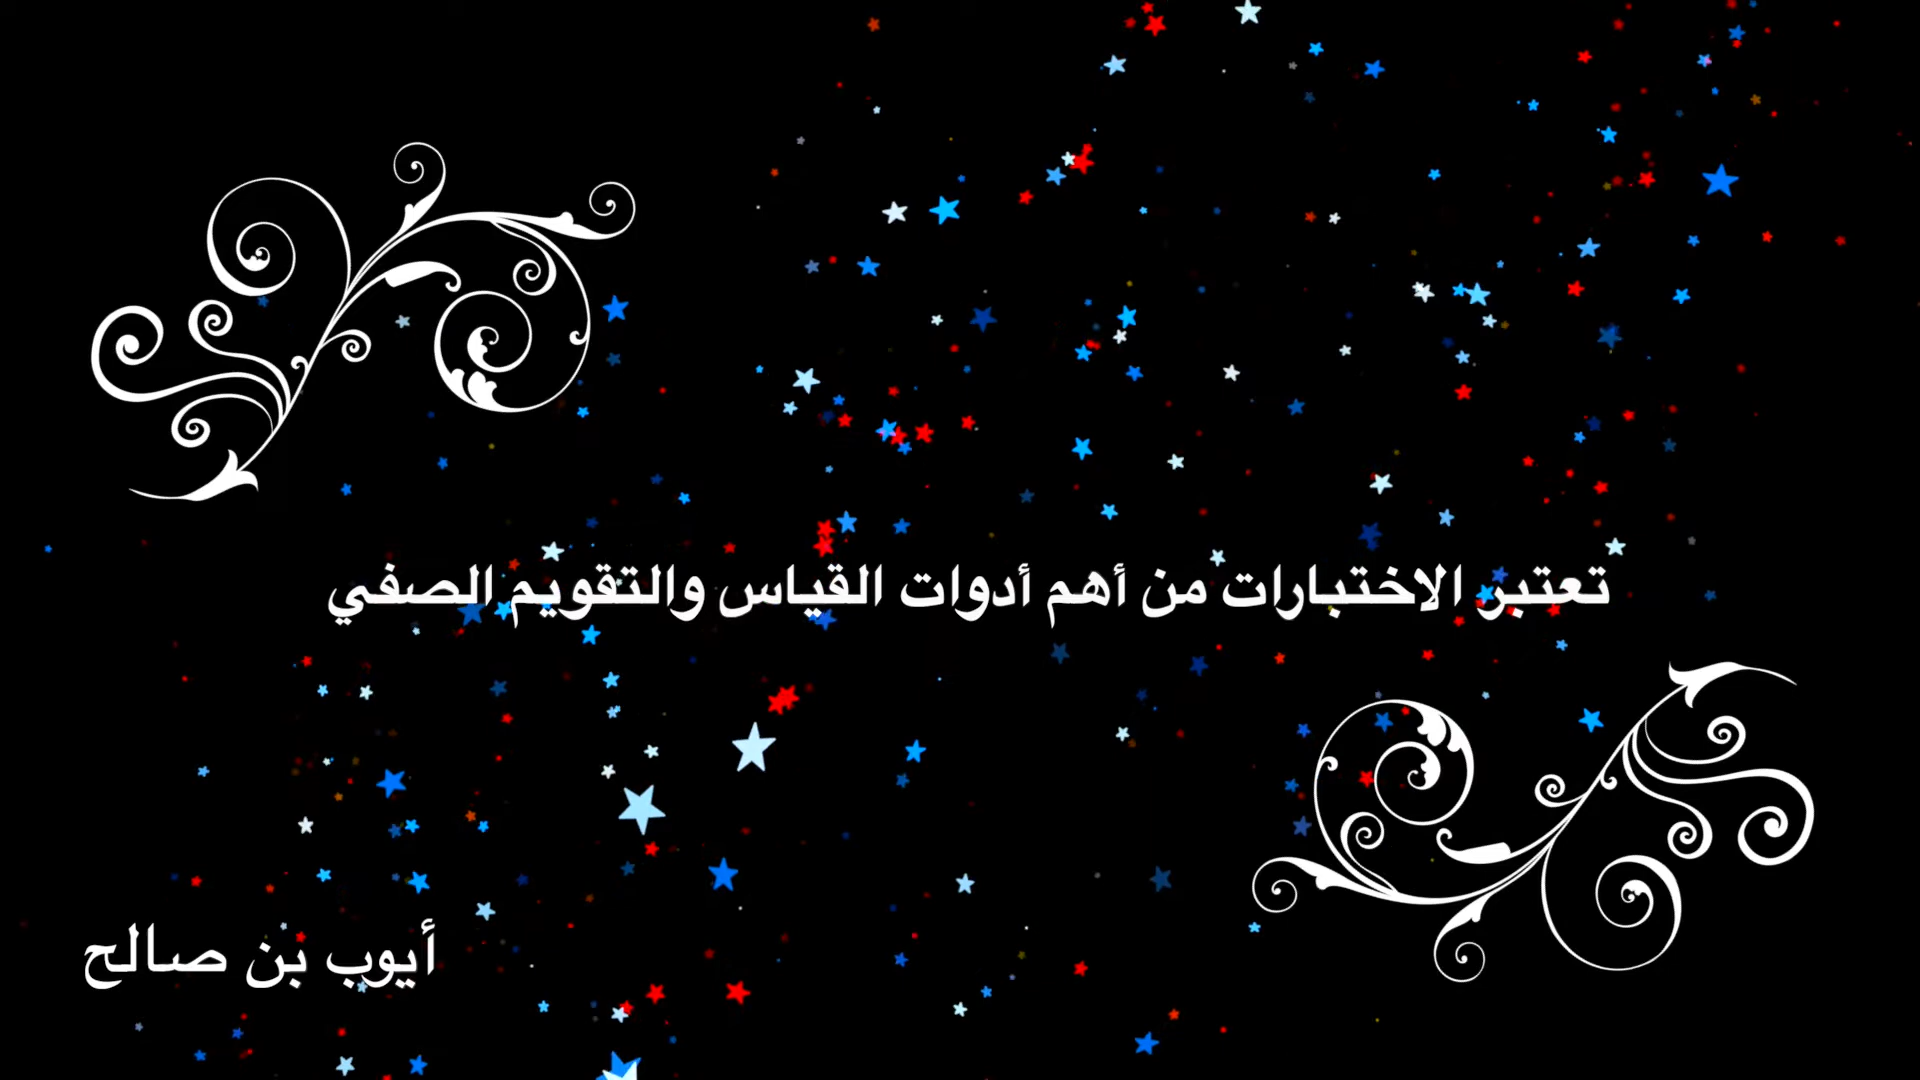 تعتبر الاختبارات من أهم أدوات القياس والتقويم الصفي
أيوب بن صالح